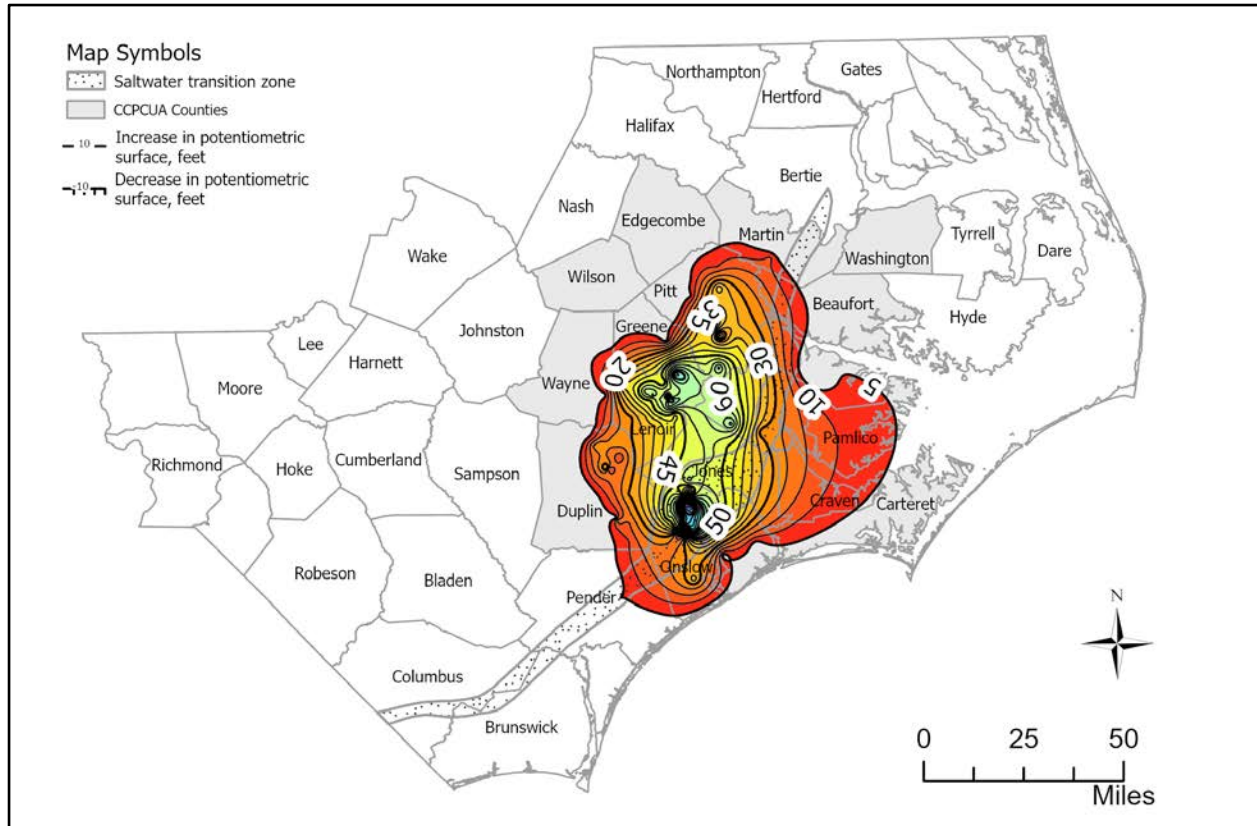 Map Symbols
Saltwater transition zone
CCPCUA Counties
10
Increase in potentiometric
surface, feet
-10
Decrease in potentiometric
surface, feet
Northampton
Gates
Hertford
Halifax
Bertie
Nash
Edgecombe
Martin
Tyrrell
Dare
Wake
Washington
Wilson
Pitt
Beaufort
Hyde
Johnston
Greene
35
Lee
Harnett
30
Moore
Wayne
20
5
60
10
Lenoir
Pamlico
Richmond
Hoke
Cumberland
Sampson
45
Jones
Craven
Carteret
Duplin
50
Onslow
Robeson
Bladen
Pender
N
Columbus
Brunswick
0 25 50
Miles